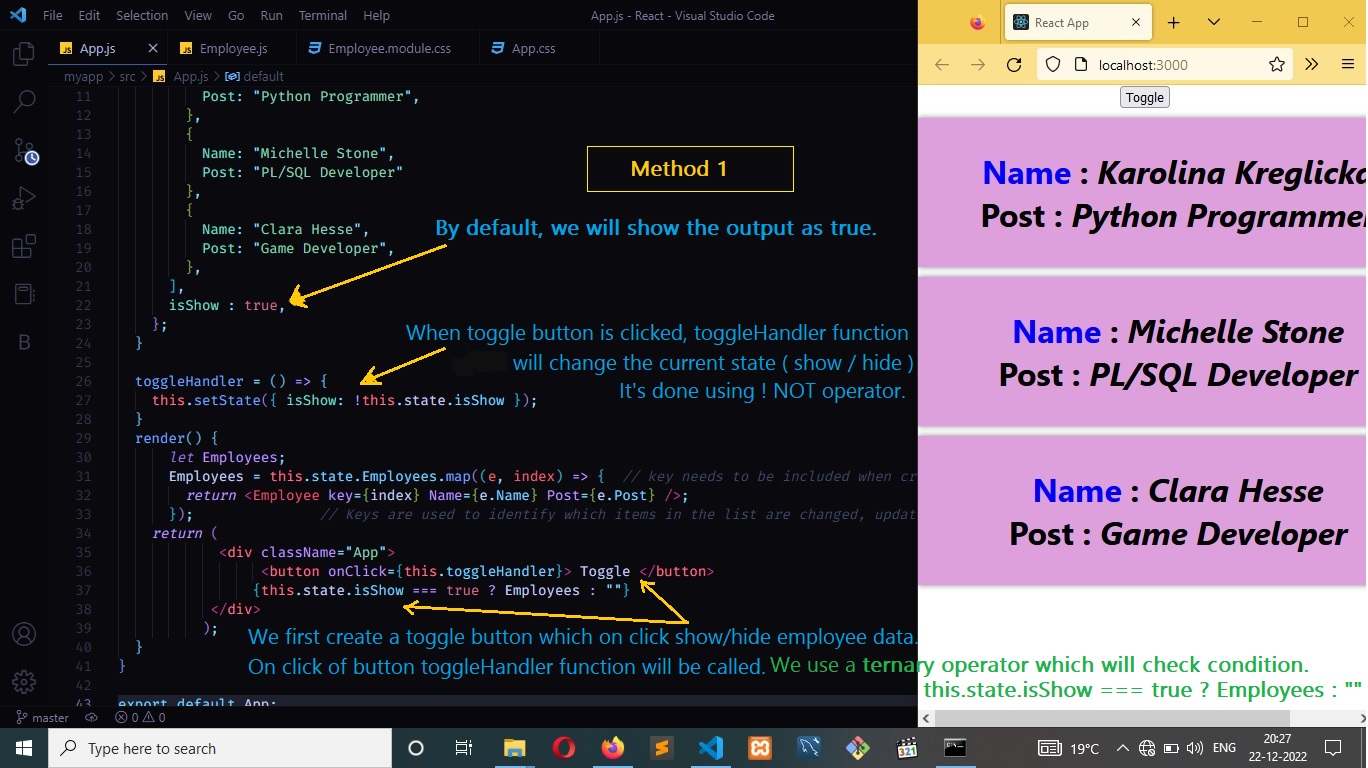 File Edit Selection View Go Run Terminal Help App.js - React - Visual Studio Code
App.js Employee.js Employee.module.css App.css
myapp > src > App.js > default
11 Post: "Python Programmer",
12 },
13 {
14 Name: "Michelle Stone",
15 Post: "PL/SQL Developer"
16 },
17 {
18 Name: "Clara Hesse",
19 Post: "Game Developer",
20 },
21 ],
22 isShow : true,
23 };
24 }
25
26 toggleHandler = () => {
27 this.setState({ isShow: !this.state.isShow });
28 }
29 render() {
30 let Employees;
31 Employees = this.state.Employees.map((e, index) => { // key needs to be included when cr
32 return <Employee key={index} Name={e.Name} Post={e.Post} />;
33 }); // Keys are used to identify which items in the list are changed, updat
34 return (
35 <div className="App">
36 <button onClick={this.toggleHandler}> Toggle </button>
37 {this.state.isShow === true ? Employees : ""}
38 </div>
39 );
40 }
41 }
42
43 export default App;
Method 1
By default, we will show the output as true.
When toggle button is clicked, toggleHandler function
will change the current state ( show / hide )
It's done using ! NOT operator.
We first create a toggle button which on click show/hide employee data.
On click of button toggleHandler function will be called. We use a ternary operator which will check condition.
this.state.isShow === true ? Employees : ""
B
master 0 0
React App
localhost:3000
Toggle
Name : Karolina Kreglicka
Post : Python Programmer
Name : Michelle Stone
Post : PL/SQL Developer
Name : Clara Hesse
Post : Game Developer
Type here to search
321
19°C ENG 20:27
22-12-2022